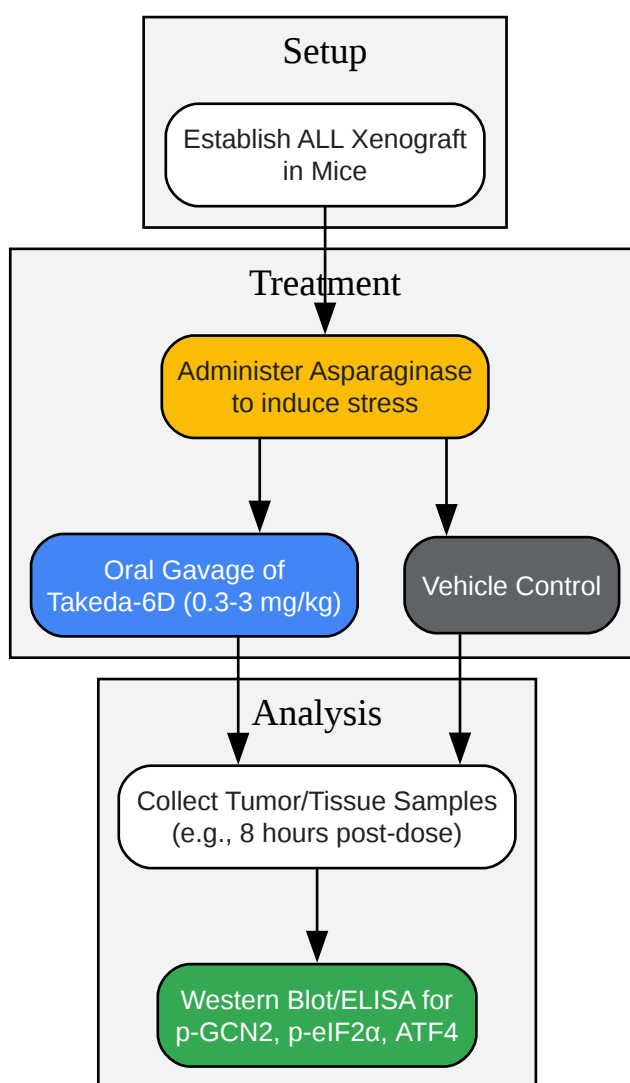 Setup
Establish ALL Xenograft
in Mice
Treatment
Administer Asparaginase
to induce stress
Oral Gavage of
Takeda-6D (0.3-3 mg/kg)
Vehicle Control
Analysis
Collect Tumor/Tissue Samples
(e.g., 8 hours post-dose)
Western Blot/ELISA for
p-GCN2, p-eIF2α, ATF4